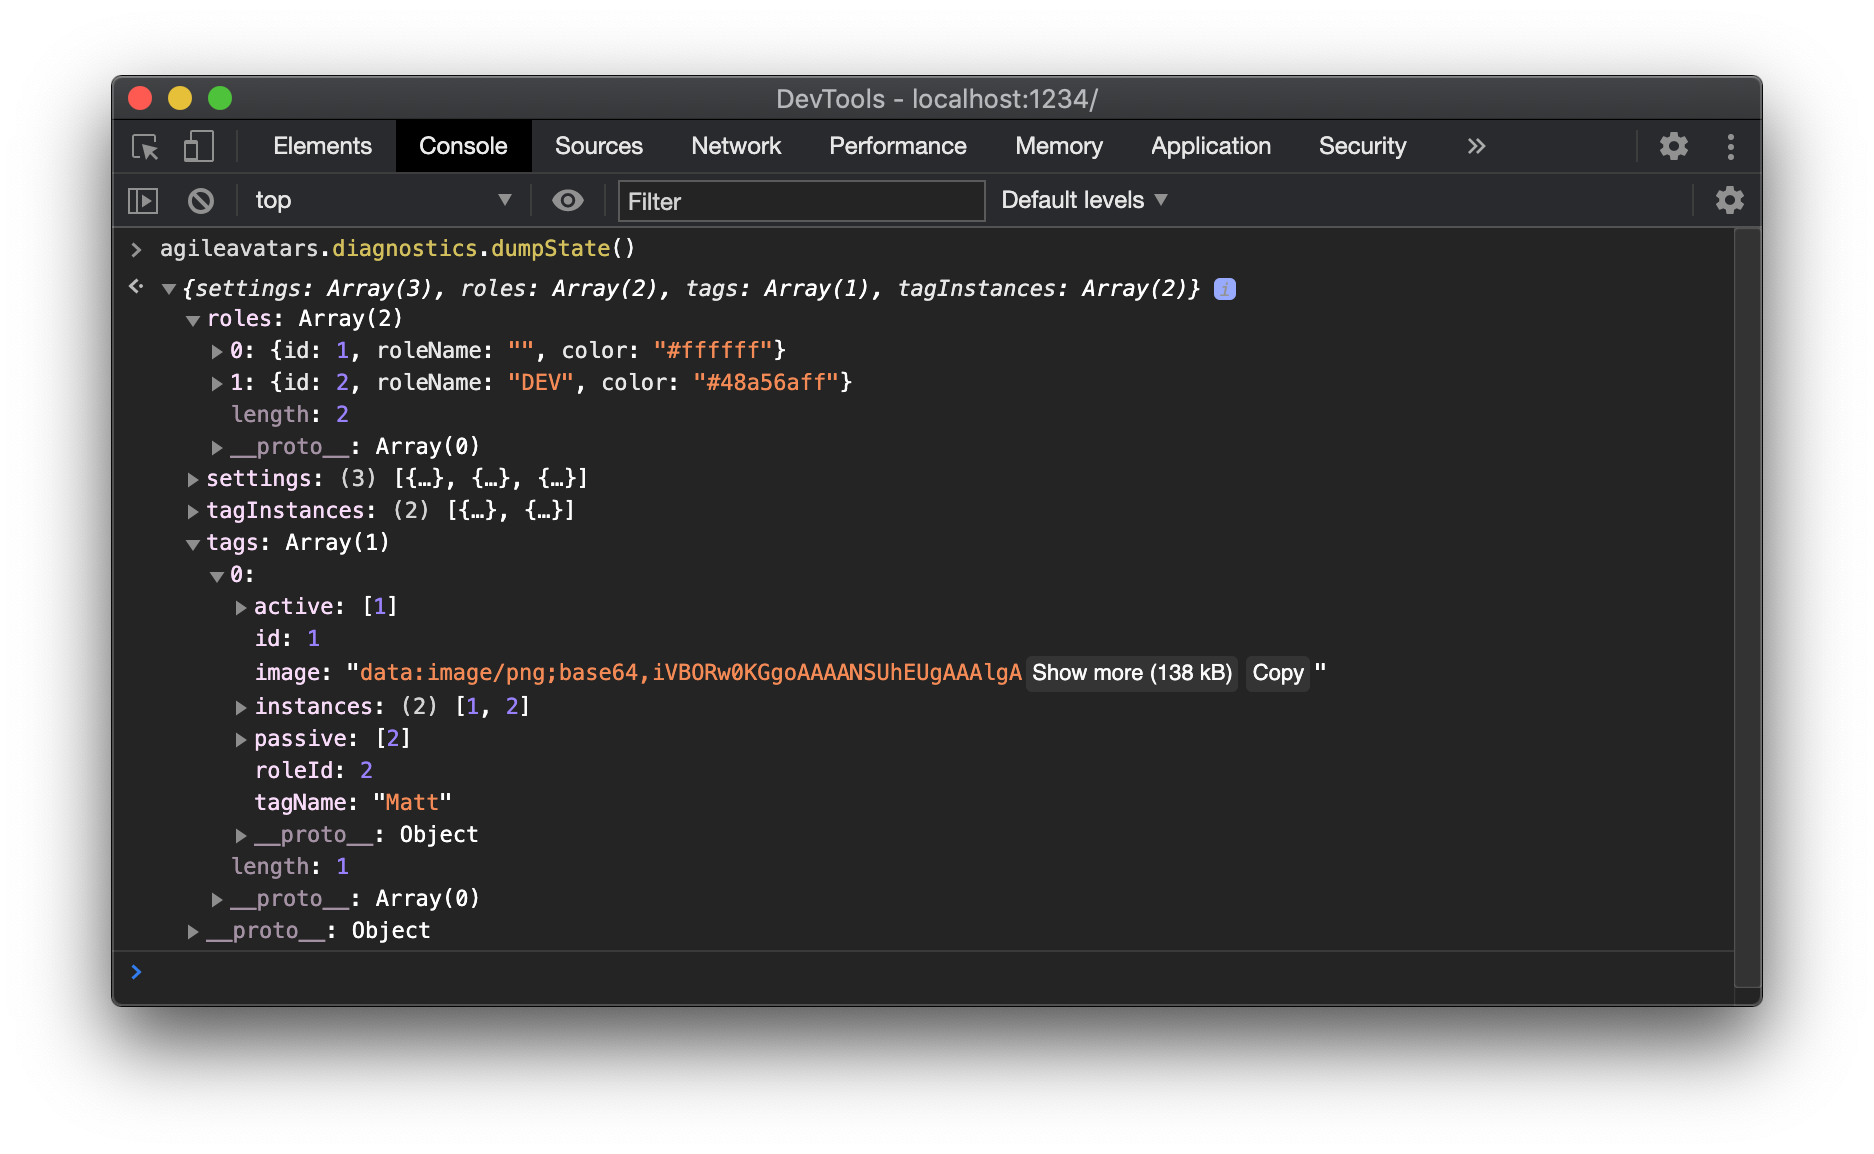 DevTools - localhost:1234/
Elements Console Sources Network Performance Memory Application Security »
top ▼ Filter Default levels ▼
> agileavatars.diagnostics.dumpState()
<· ▼{settings: Array(3), roles: Array(2), tags: Array(1), tagInstances: Array(2)} i
▼roles: Array(2)
▶0: {id: 1, roleName: "", color: "#ffffff"}
▶1: {id: 2, roleName: "DEV", color: "#48a56aff"}
length: 2
▶__proto__: Array(0)
▶settings: (3) [{…}, {…}, {…}]
▶tagInstances: (2) [{…}, {…}]
▼tags: Array(1)
▼0:
▶active: [1]
id: 1
image: "data:image/png;base64,iVBORw0KGgoAAAANSUhEUgAAAlgA Show more (138 kB) Copy "
▶instances: (2) [1, 2]
▶passive: [2]
roleId: 2
tagName: "Matt"
▶__proto__: Object
length: 1
▶__proto__: Array(0)
▶__proto__: Object
>